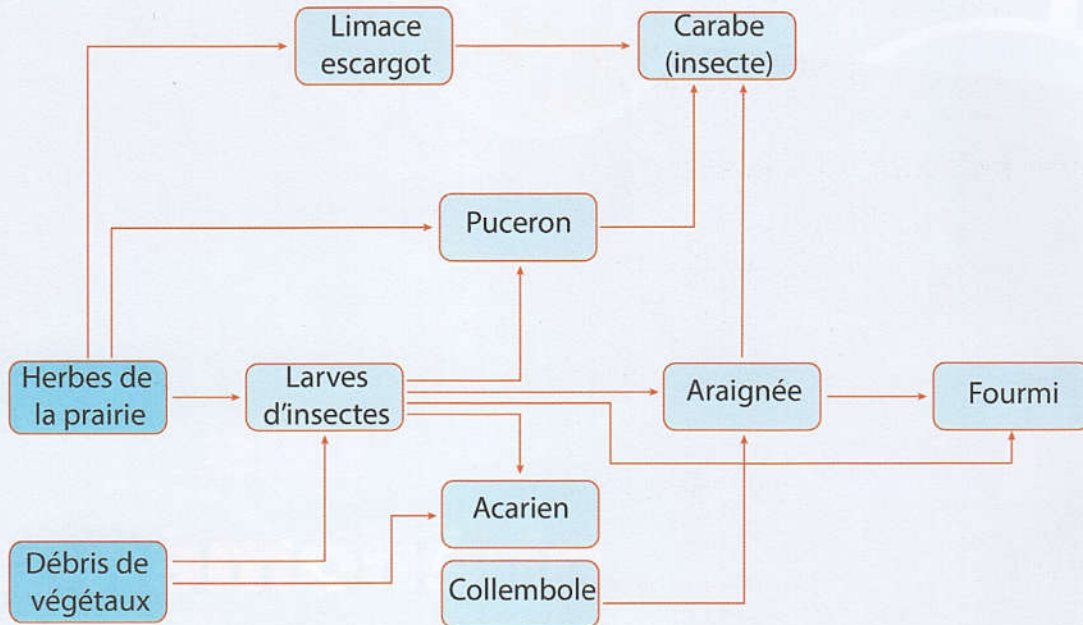 Limace
escargot
Carabe
(insecte)
Puceron
Herbes de
la prairie
Larves
d'insectes
Araignée
Fourmi
Acarien
Débris de
végétaux
Collembole